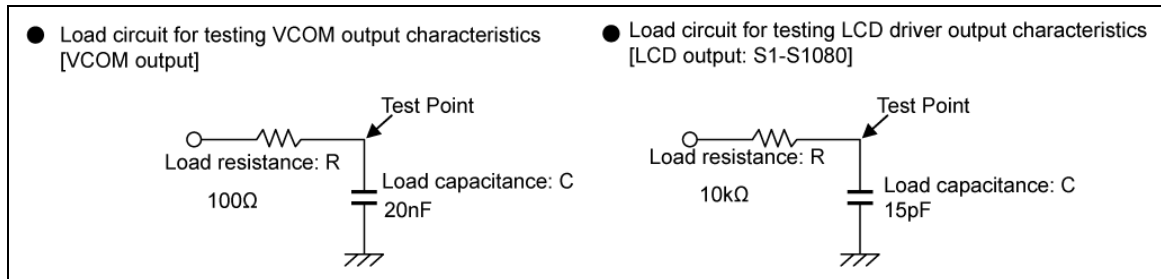 ● Load circuit for testing VCOM output characteristics
[VCOM output]
Test Point
Load resistance: R
100Ω
Load capacitance: C
20nF
● Load circuit for testing LCD driver output characteristics
[LCD output: S1-S1080]
Test Point
Load resistance: R
10kΩ
Load capacitance: C
15pF